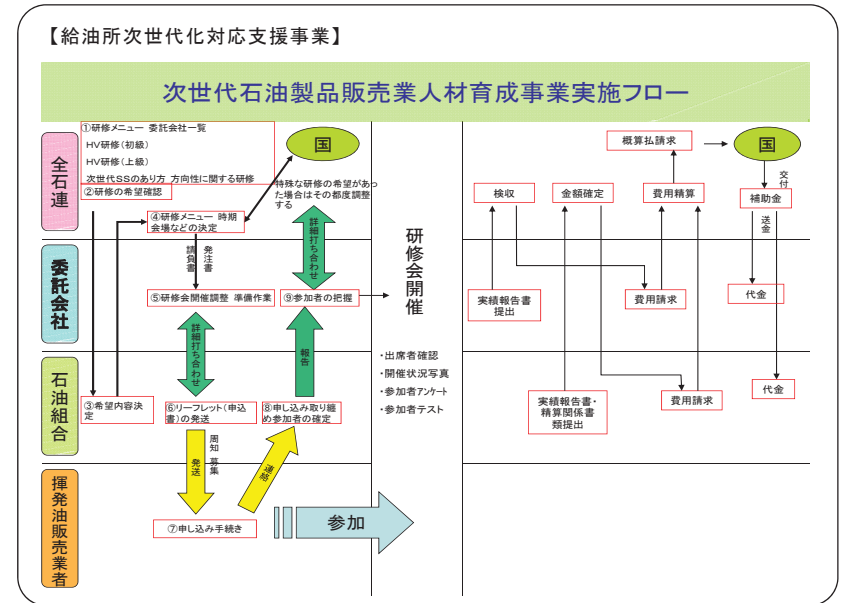 【給油所次世代化対応支援事業】
次世代石油製品販売業人材育成事業実施フロー
全石連
①研修メニュー 委託会社一覧
HV研修（初級）
HV研修（上級）
次世代SSのあり方 方向性に関する研修
②研修の希望確認
国
特殊な研修の希望があっ
た場合はその都度調整
する
④研修メニュー 時期
会場などの決定
請負書
発注書
詳細打ち合わせ
委託会社
⑤研修会開催調整 準備作業
⑨参加者の把握
詳細打ち合わせ
報告
石油組合
③希望内容決
定
⑥リーフレット（申込
書）の発送
⑧申し込み取り継
め参加者の確定
発送
周知 募集
連絡
揮発油販売業者
⑦申し込み手続き
参加
研修会開催
・出席者確認
・開催状況写真
・参加者アンケート
・参加者テスト
概算払請求
国
交付
検収
金額確定
費用精算
補助金
送金
実績報告書
提出
費用請求
代金
実績報告書・
精算関係書
類提出
費用請求
代金